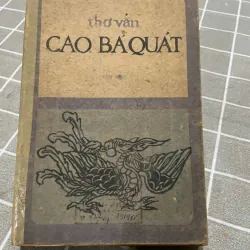 thơ văn
CAO BÁ QUÁT